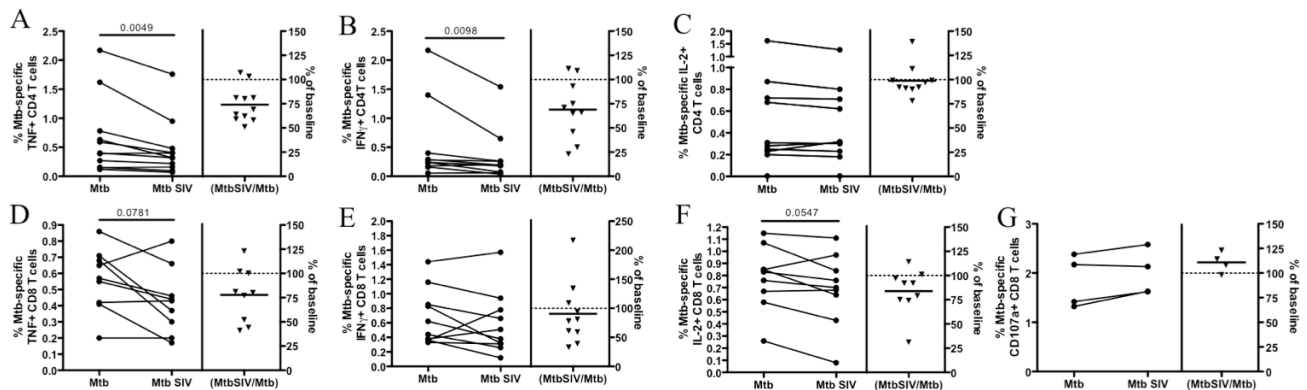 A
0.0049
% Mtb-specific
TNF+ CD4 T cells
2.5
2.0
1.5
1.0
0.5
0.0
Mtb
Mtb SIV
(MtbSIV/Mtb)
150
125
100
75
50
25
0
% of baseline
B
0.0098
% Mtb-specific
IFNγ+ CD4T cells
2.5
2.0
1.5
1.0
0.5
0.0
Mtb
Mtb SIV
(MtbSIV/Mtb)
150
125
100
75
50
25
0
% of baseline
C
% Mtb-specific IL-2+
CD4 T cells
2.0
1.8
1.6
1.4
1.2
1.0
0.8
0.6
0.4
0.2
0.0
Mtb
Mtb SIV
(MtbSIV/Mtb)
150
125
100
75
50
25
0
% of baseline
D
0.0781
% Mtb-specific
TNF+ CD8 T cells
0.9
0.8
0.7
0.6
0.5
0.4
0.3
0.2
0.1
0.0
Mtb
Mtb SIV
(MtbSIV/Mtb)
150
125
100
75
50
25
0
% of baseline
E
% Mtb-specific
IFNγ+ CD8 T cells
2.0
1.8
1.6
1.4
1.2
1.0
0.8
0.6
0.4
0.2
0.0
Mtb
Mtb SIV
(MtbSIV/Mtb)
250
200
150
100
50
0
% of baseline
F
0.0547
% Mtb-specific
IL-2+ CD8 T cells
1.3
1.2
1.1
1.0
0.9
0.8
0.7
0.6
0.5
0.4
0.3
0.2
0.1
0.0
Mtb
Mtb SIV
(MtbSIV/Mtb)
150
125
100
75
50
25
0
% of baseline
G
% Mtb-specific
CD107a+ CD8 T cells
3
2
1
0
Mtb
Mtb SIV
(MtbSIV/Mtb)
150
125
100
75
50
25
0
% of baseline